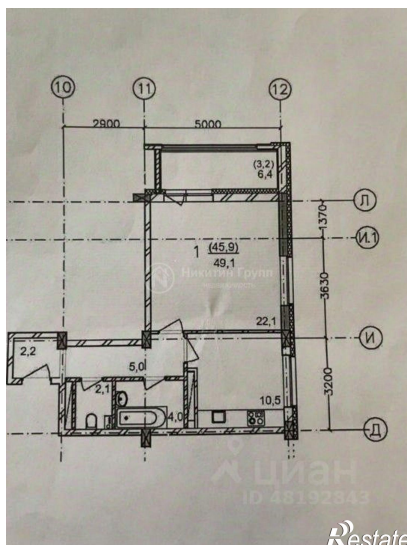 10 11 12
2900 5000
(3,2)
6,4
Л
1370
И.1
1 (45,9)
49,1
Никитин Групп
3630
22,1
И
2,2
5,0
3200
2,1
4,0
10,5
Д
циан
ID 48192843
Restate